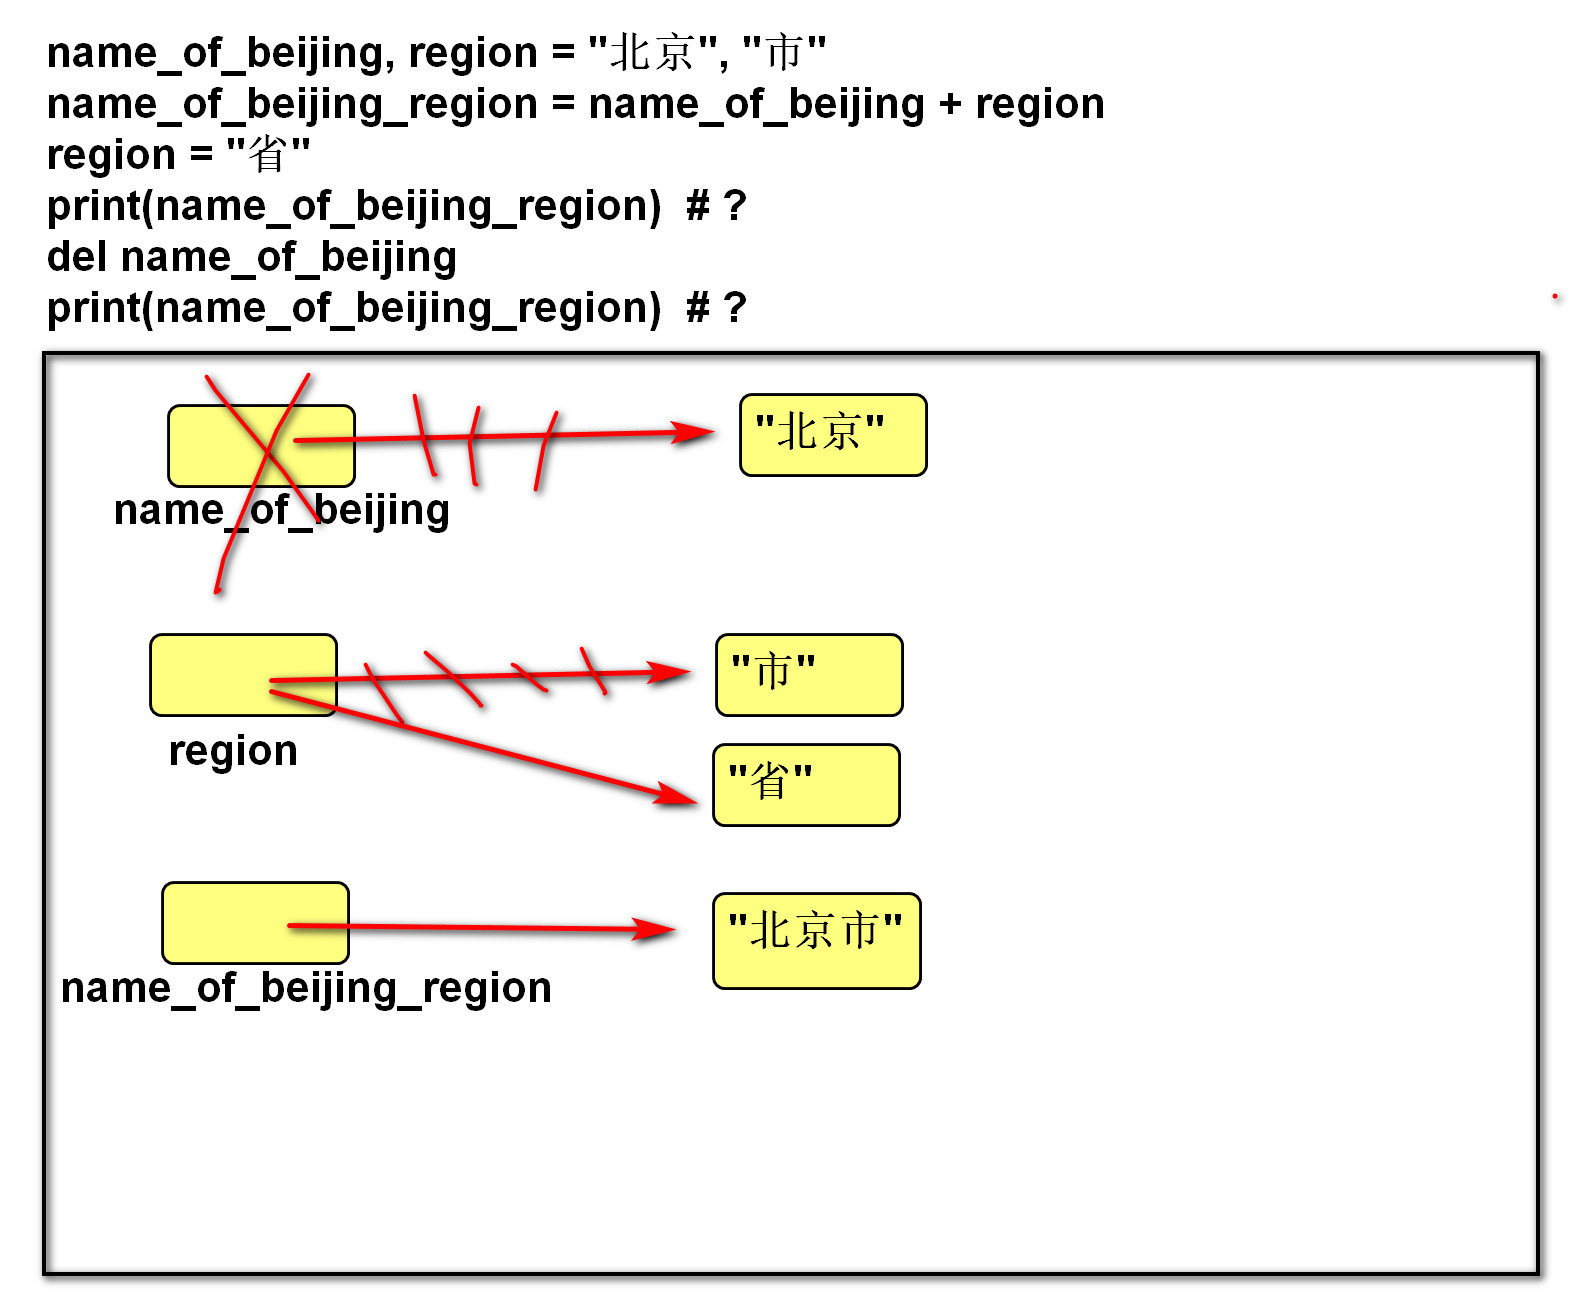 name_of_beijing, region = "北京", "市"
name_of_beijing_region = name_of_beijing + region
region = "省"
print(name_of_beijing_region)  # ?
del name_of_beijing
print(name_of_beijing_region)  # ?
"北京"
name_of_beijing
"市"
region
"省"
"北京市"
name_of_beijing_region